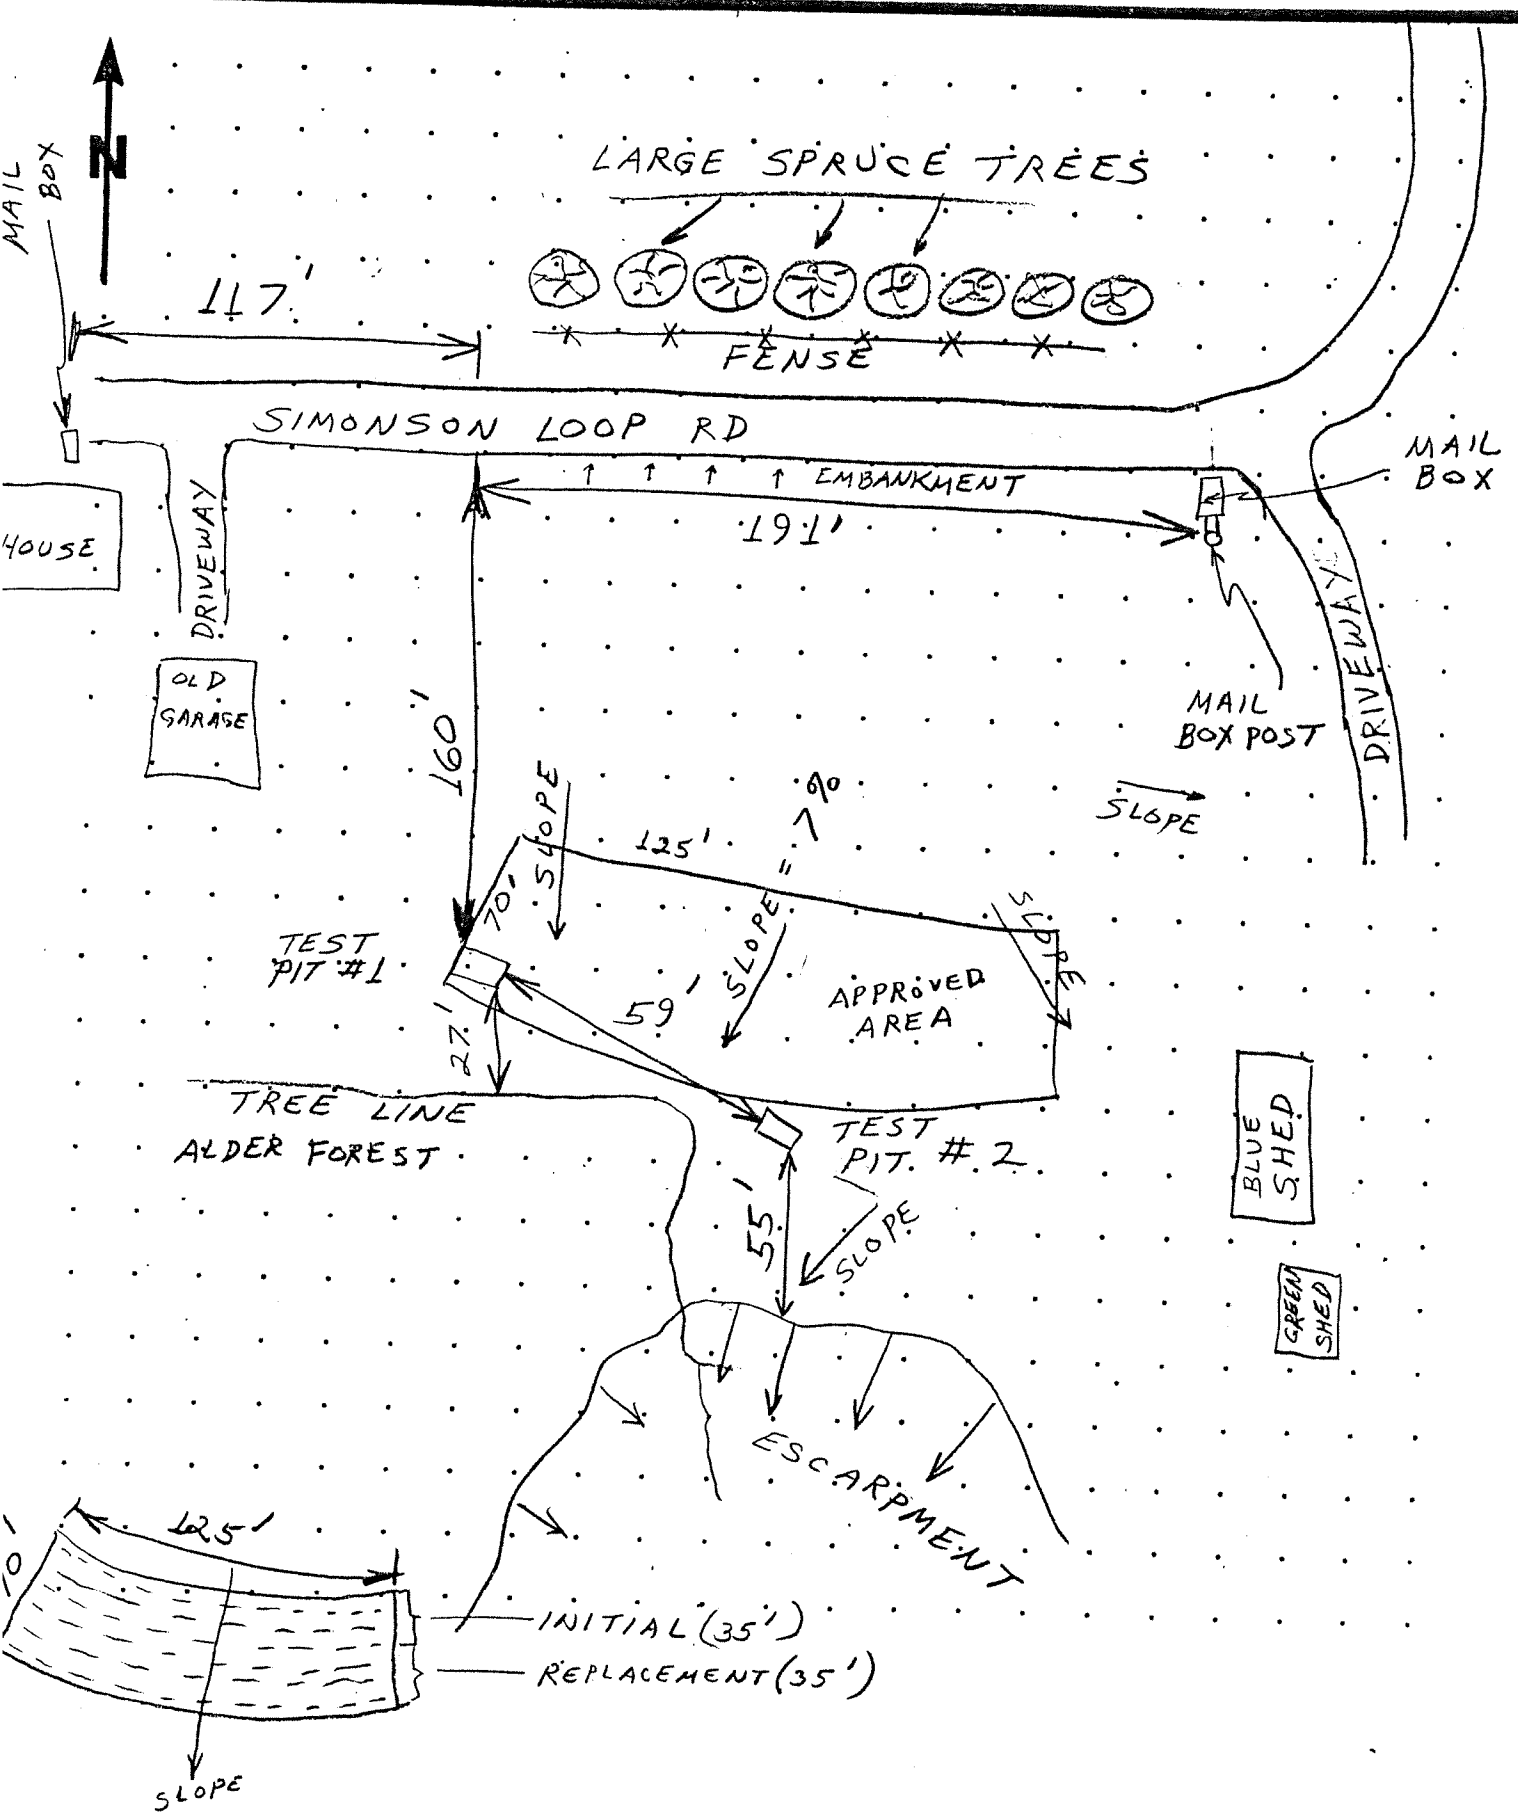 N
MAIL
BOX
LARGE SPRUCE TREES
117'
FENSE
SIMONSON LOOP RD
EMBANKMENT
MAIL
BOX
191'
HOUSE
DRIVEWAY
DRIVEWAY
OLD
GARAGE
160'
MAIL
BOX POST
SLOPE
SLOPE
SLOPE = 7%
125'
70'
SLOPE
TEST
PIT #1
59'
APPROVED
AREA
27'
TREE LINE
ALDER FOREST
TEST
PIT # 2
55'
SLOPE
BLUE
SHED
GREEN
SHED
ESCARPMENT
125'
70'
INITIAL (35')
REPLACEMENT (35')
SLOPE